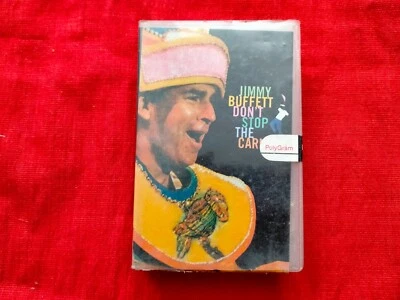 JIMMY
BUFFETT
DON'T
STOP
THE
CAR
PolyGram